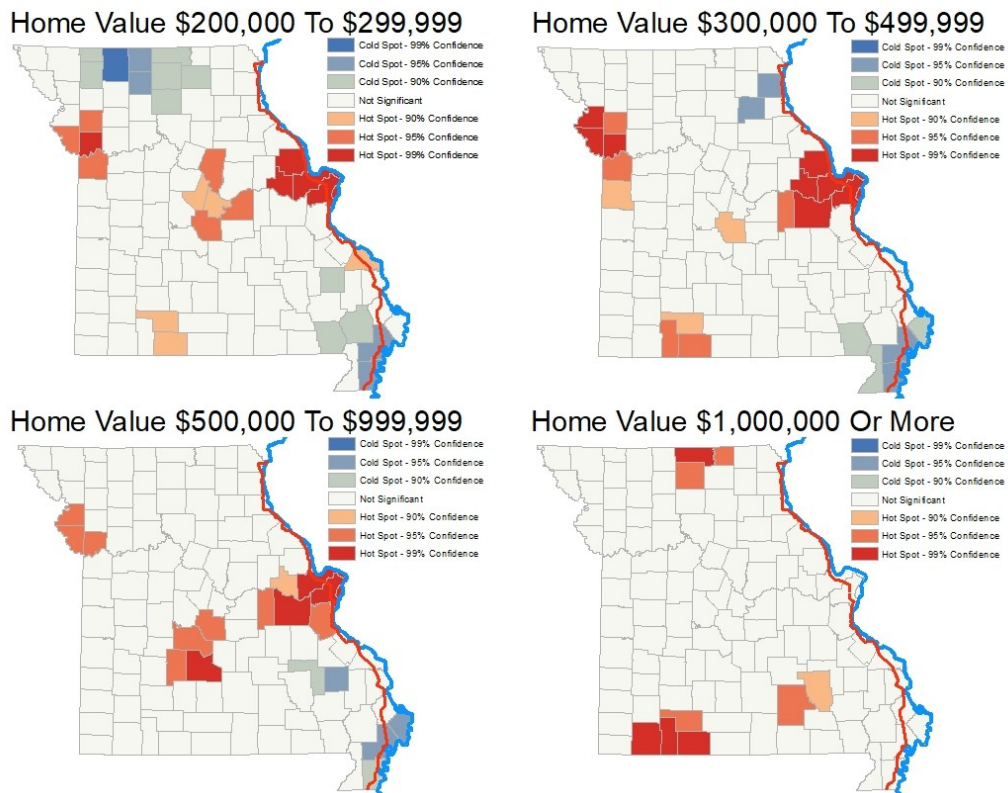 Home Value $200,000 To $299,999
Cold Spot - 99% Confidence
Cold Spot - 95% Confidence
Cold Spot - 90% Confidence
Not Significant
Hot Spot - 90% Confidence
Hot Spot - 95% Confidence
Hot Spot - 99% Confidence
Home Value $300,000 To $499,999
Cold Spot - 99% Confidence
Cold Spot - 95% Confidence
Cold Spot - 90% Confidence
Not Significant
Hot Spot - 90% Confidence
Hot Spot - 95% Confidence
Hot Spot - 99% Confidence
Home Value $500,000 To $999,999
Cold Spot - 99% Confidence
Cold Spot - 95% Confidence
Cold Spot - 90% Confidence
Not Significant
Hot Spot - 90% Confidence
Hot Spot - 95% Confidence
Hot Spot - 99% Confidence
Home Value $1,000,000 Or More
Cold Spot - 99% Confidence
Cold Spot - 95% Confidence
Cold Spot - 90% Confidence
Not Significant
Hot Spot - 90% Confidence
Hot Spot - 95% Confidence
Hot Spot - 99% Confidence